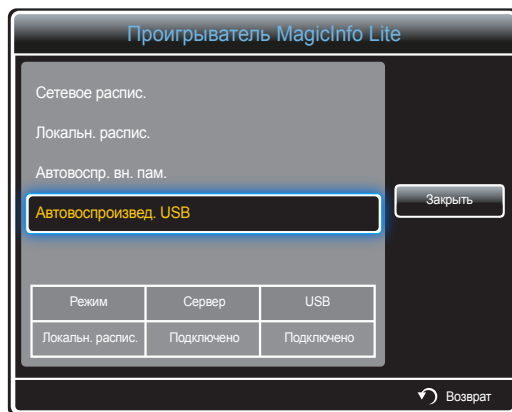 Проигрыватель MagicInfo Lite
Сетевое распис.
Локальн. распис.
Автовоспр. вн. пам.
Автовоспроизвед. USB
Закрыть
Режим Сервер USB
Локальн. распис. Подключено Подключено
Возврат